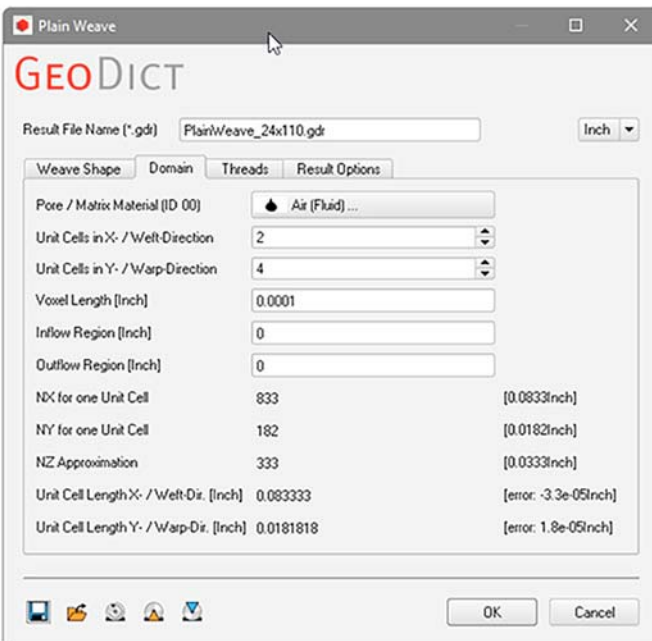 Plain Weave
GEODICT
Result File Name (*.gdr) PlainWeave_24x110.gdr Inch
Weave Shape Domain Threads Result Options
Pore / Matrix Material (ID 00) Air (Fluid) ...
Unit Cells in X- / Weft-Direction 2
Unit Cells in Y- / Warp-Direction 4
Voxel Length [Inch] 0.0001
Inflow Region [Inch] 0
Outflow Region [Inch] 0
NX for one Unit Cell 833 [0.0833Inch]
NY for one Unit Cell 182 [0.0182Inch]
NZ Approximation 333 [0.0333Inch]
Unit Cell Length X- / Weft-Dir. [Inch] 0.083333 [error: -3.3e-05Inch]
Unit Cell Length Y- / Warp-Dir. [Inch] 0.0181818 [error: 1.8e-05Inch]
OK Cancel